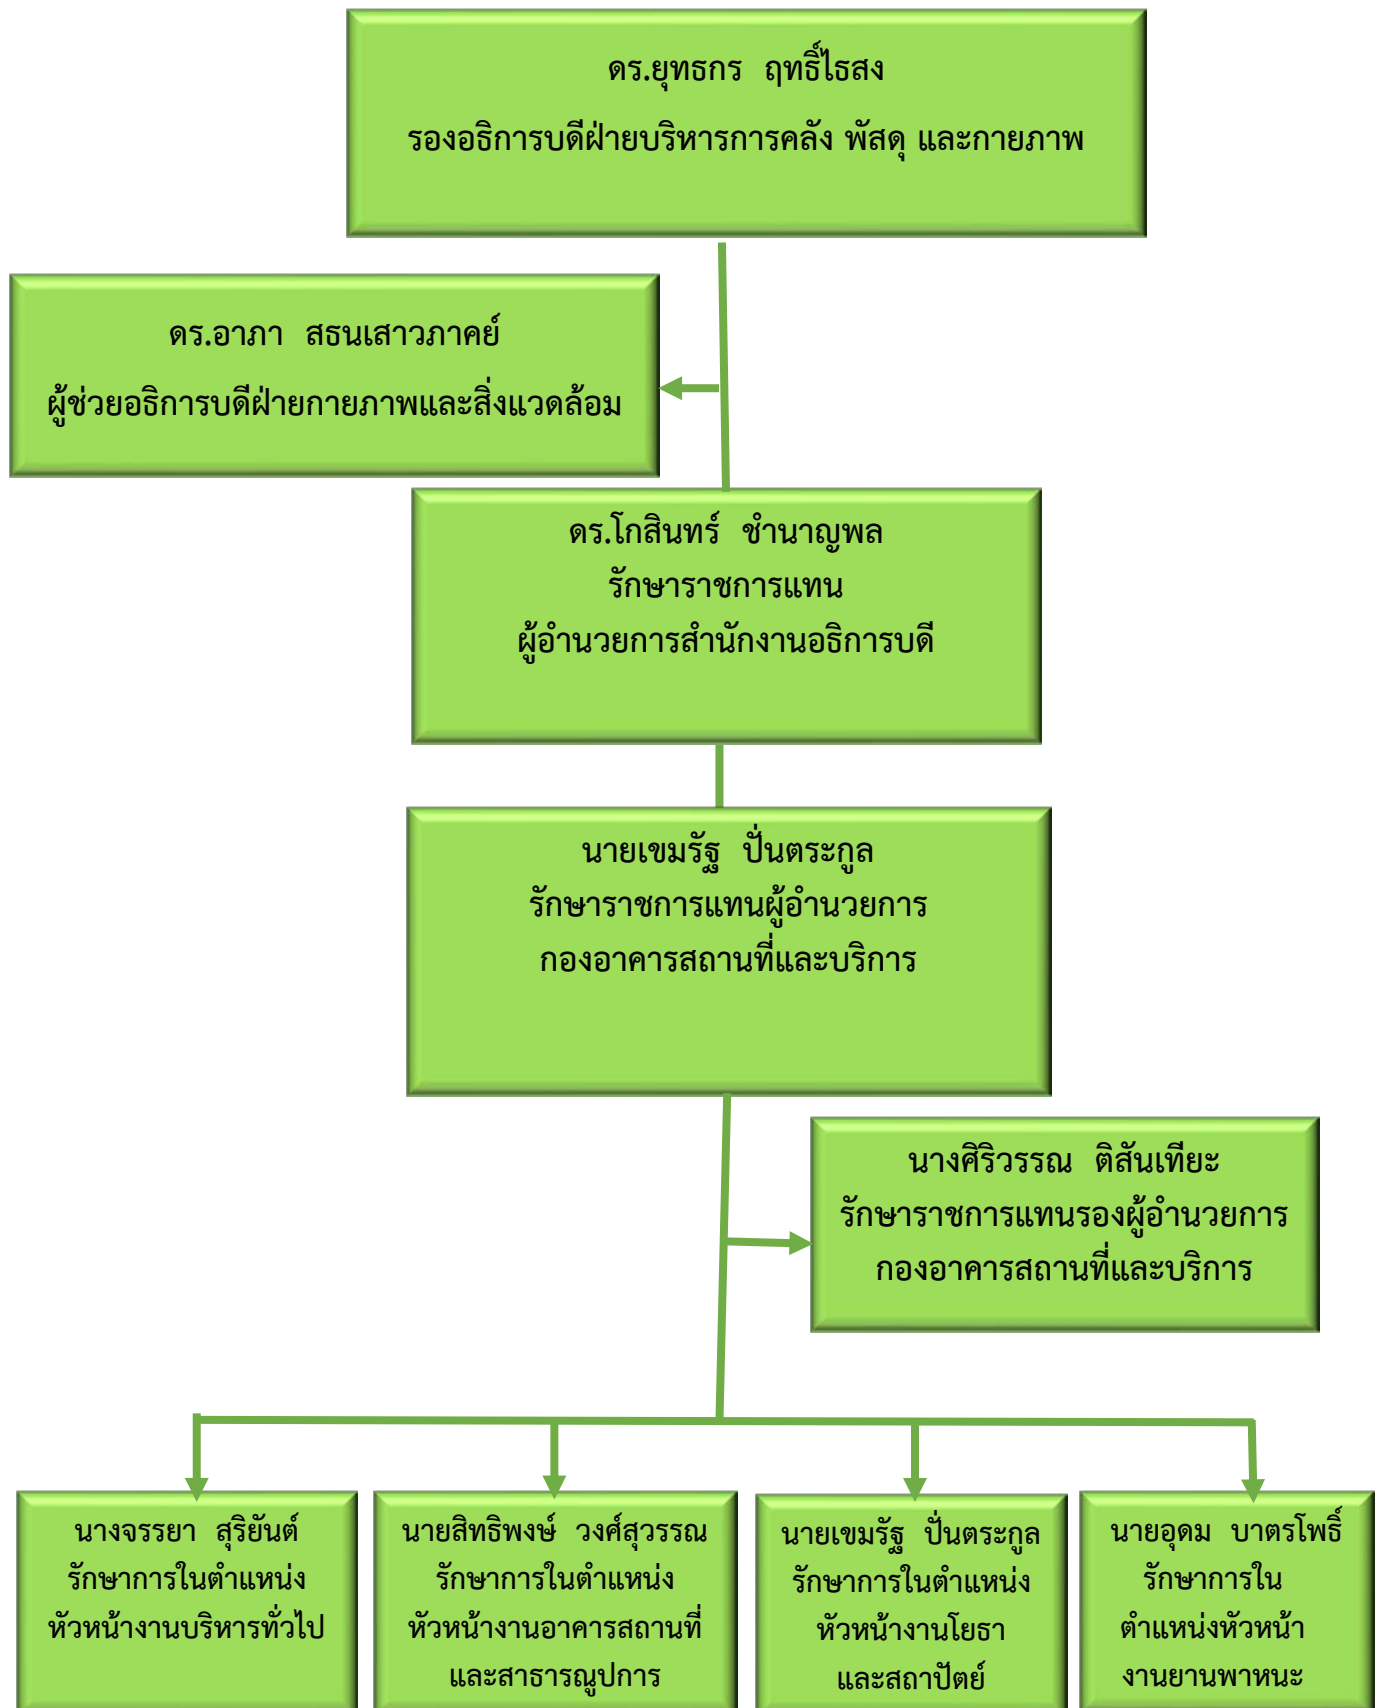 ดร.ยุทธกร ฤทธิ์ไธสง
รองอธิการบดีฝ่ายบริหารการคลัง พัสดุ และกายภาพ
ดร.อาภา สธนเสาวภาคย์
ผู้ช่วยอธิการบดีฝ่ายกายภาพและสิ่งแวดล้อม
ดร.โกสินทร์ ชำนาญพล
รักษาราชการแทน
ผู้อำนวยการสำนักงานอธิการบดี
นายเขมรัฐ ปั่นตระกูล
รักษาราชการแทนผู้อำนวยการ
กองอาคารสถานที่และบริการ
นางศิริวรรณ ติสันเทียะ
รักษาราชการแทนรองผู้อำนวยการ
กองอาคารสถานที่และบริการ
นางจรรยา สุริยันต์
รักษาการในตำแหน่ง
หัวหน้างานบริหารทั่วไป
นายสิทธิพงษ์ วงศ์สุวรรณ
รักษาการในตำแหน่ง
หัวหน้างานอาคารสถานที่
และสาธารณูปการ
นายเขมรัฐ ปั่นตระกูล
รักษาการในตำแหน่ง
หัวหน้างานโยธา
และสถาปัตย์
นายอุดม บาตรโพธิ์
รักษาการใน
ตำแหน่งหัวหน้า
งานยานพาหนะ